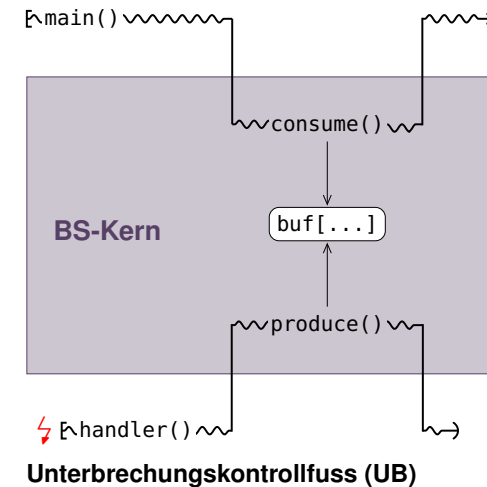 main()
consume()
BS-Kern
buf[...]
produce()
handler()
Unterbrechungskontrollfuss (UB)